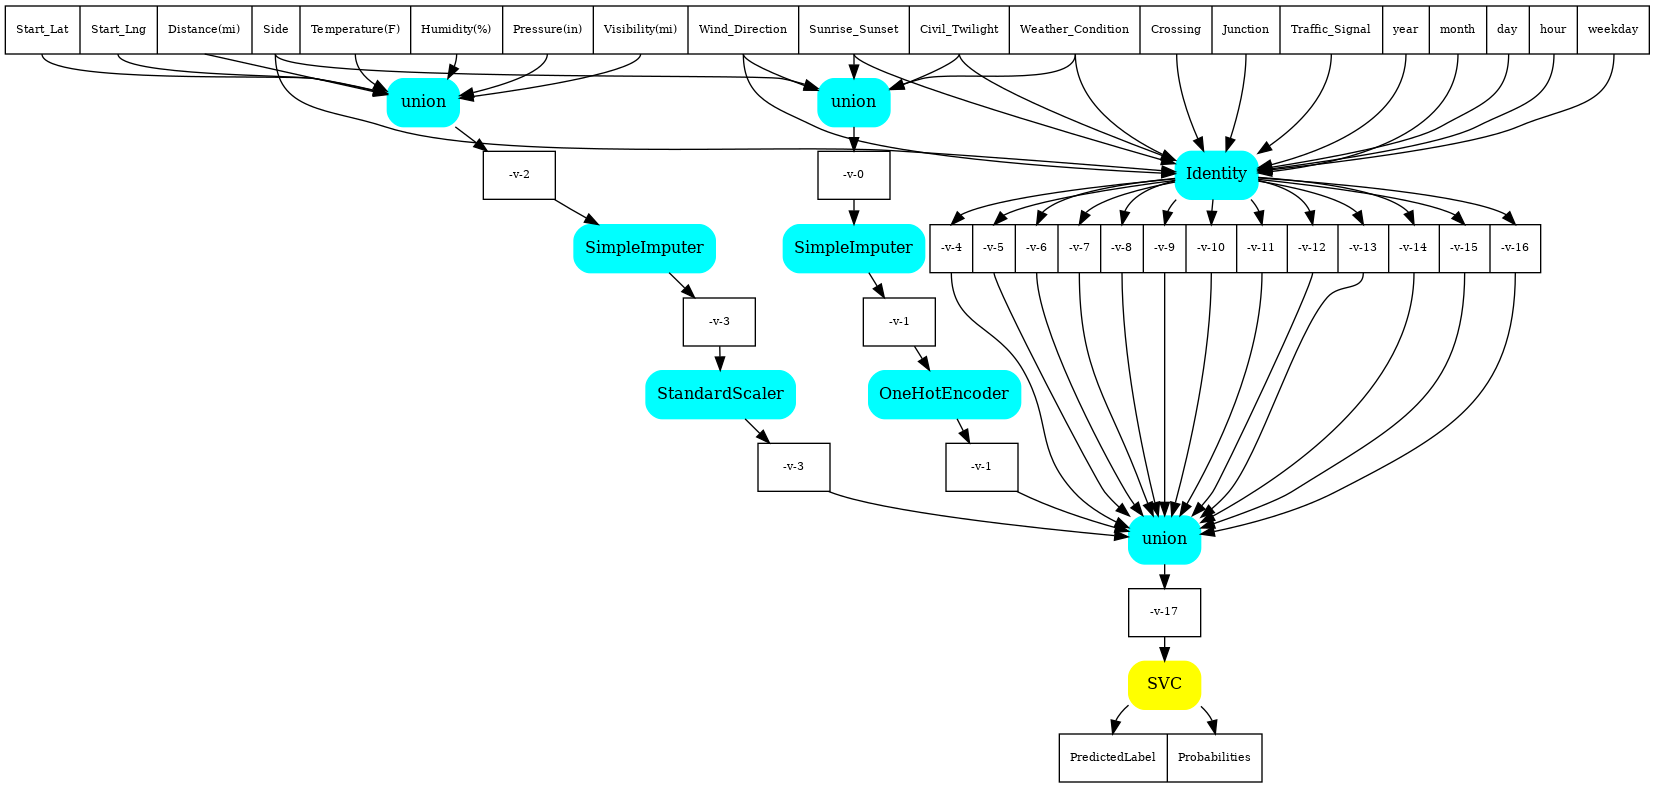 Start_Lat Start_Lng Distance(mi) Side Temperature(F) Humidity(%) Pressure(in) Visibility(mi) Wind_Direction Sunrise_Sunset Civil_Twilight Weather_Condition Crossing Junction Traffic_Signal year month day hour weekday
union union
-v-2 -v-0 Identity
SimpleImputer SimpleImputer -v-4 -v-5 -v-6 -v-7 -v-8 -v-9 -v-10 -v-11 -v-12 -v-13 -v-14 -v-15 -v-16
-v-3 -v-1
StandardScaler OneHotEncoder
-v-3 -v-1
union
-v-17
SVC
PredictedLabel Probabilities